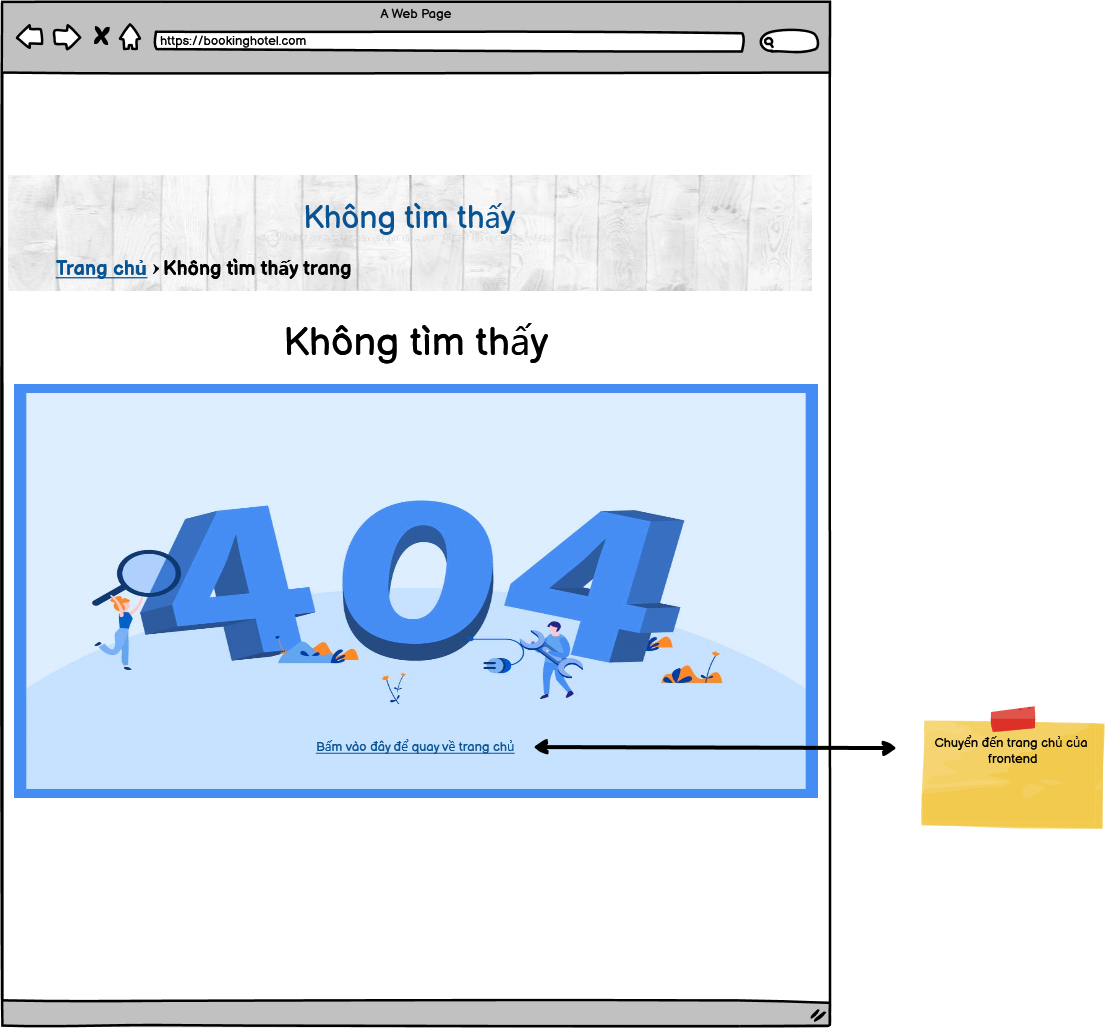 A Web Page
https://bookinghotel.com
Không tìm thấy
Trang chủ › Không tìm thấy trang
Không tìm thấy
404
Bấm vào đây để quay về trang chủ
Chuyển đến trang chủ của
frontend